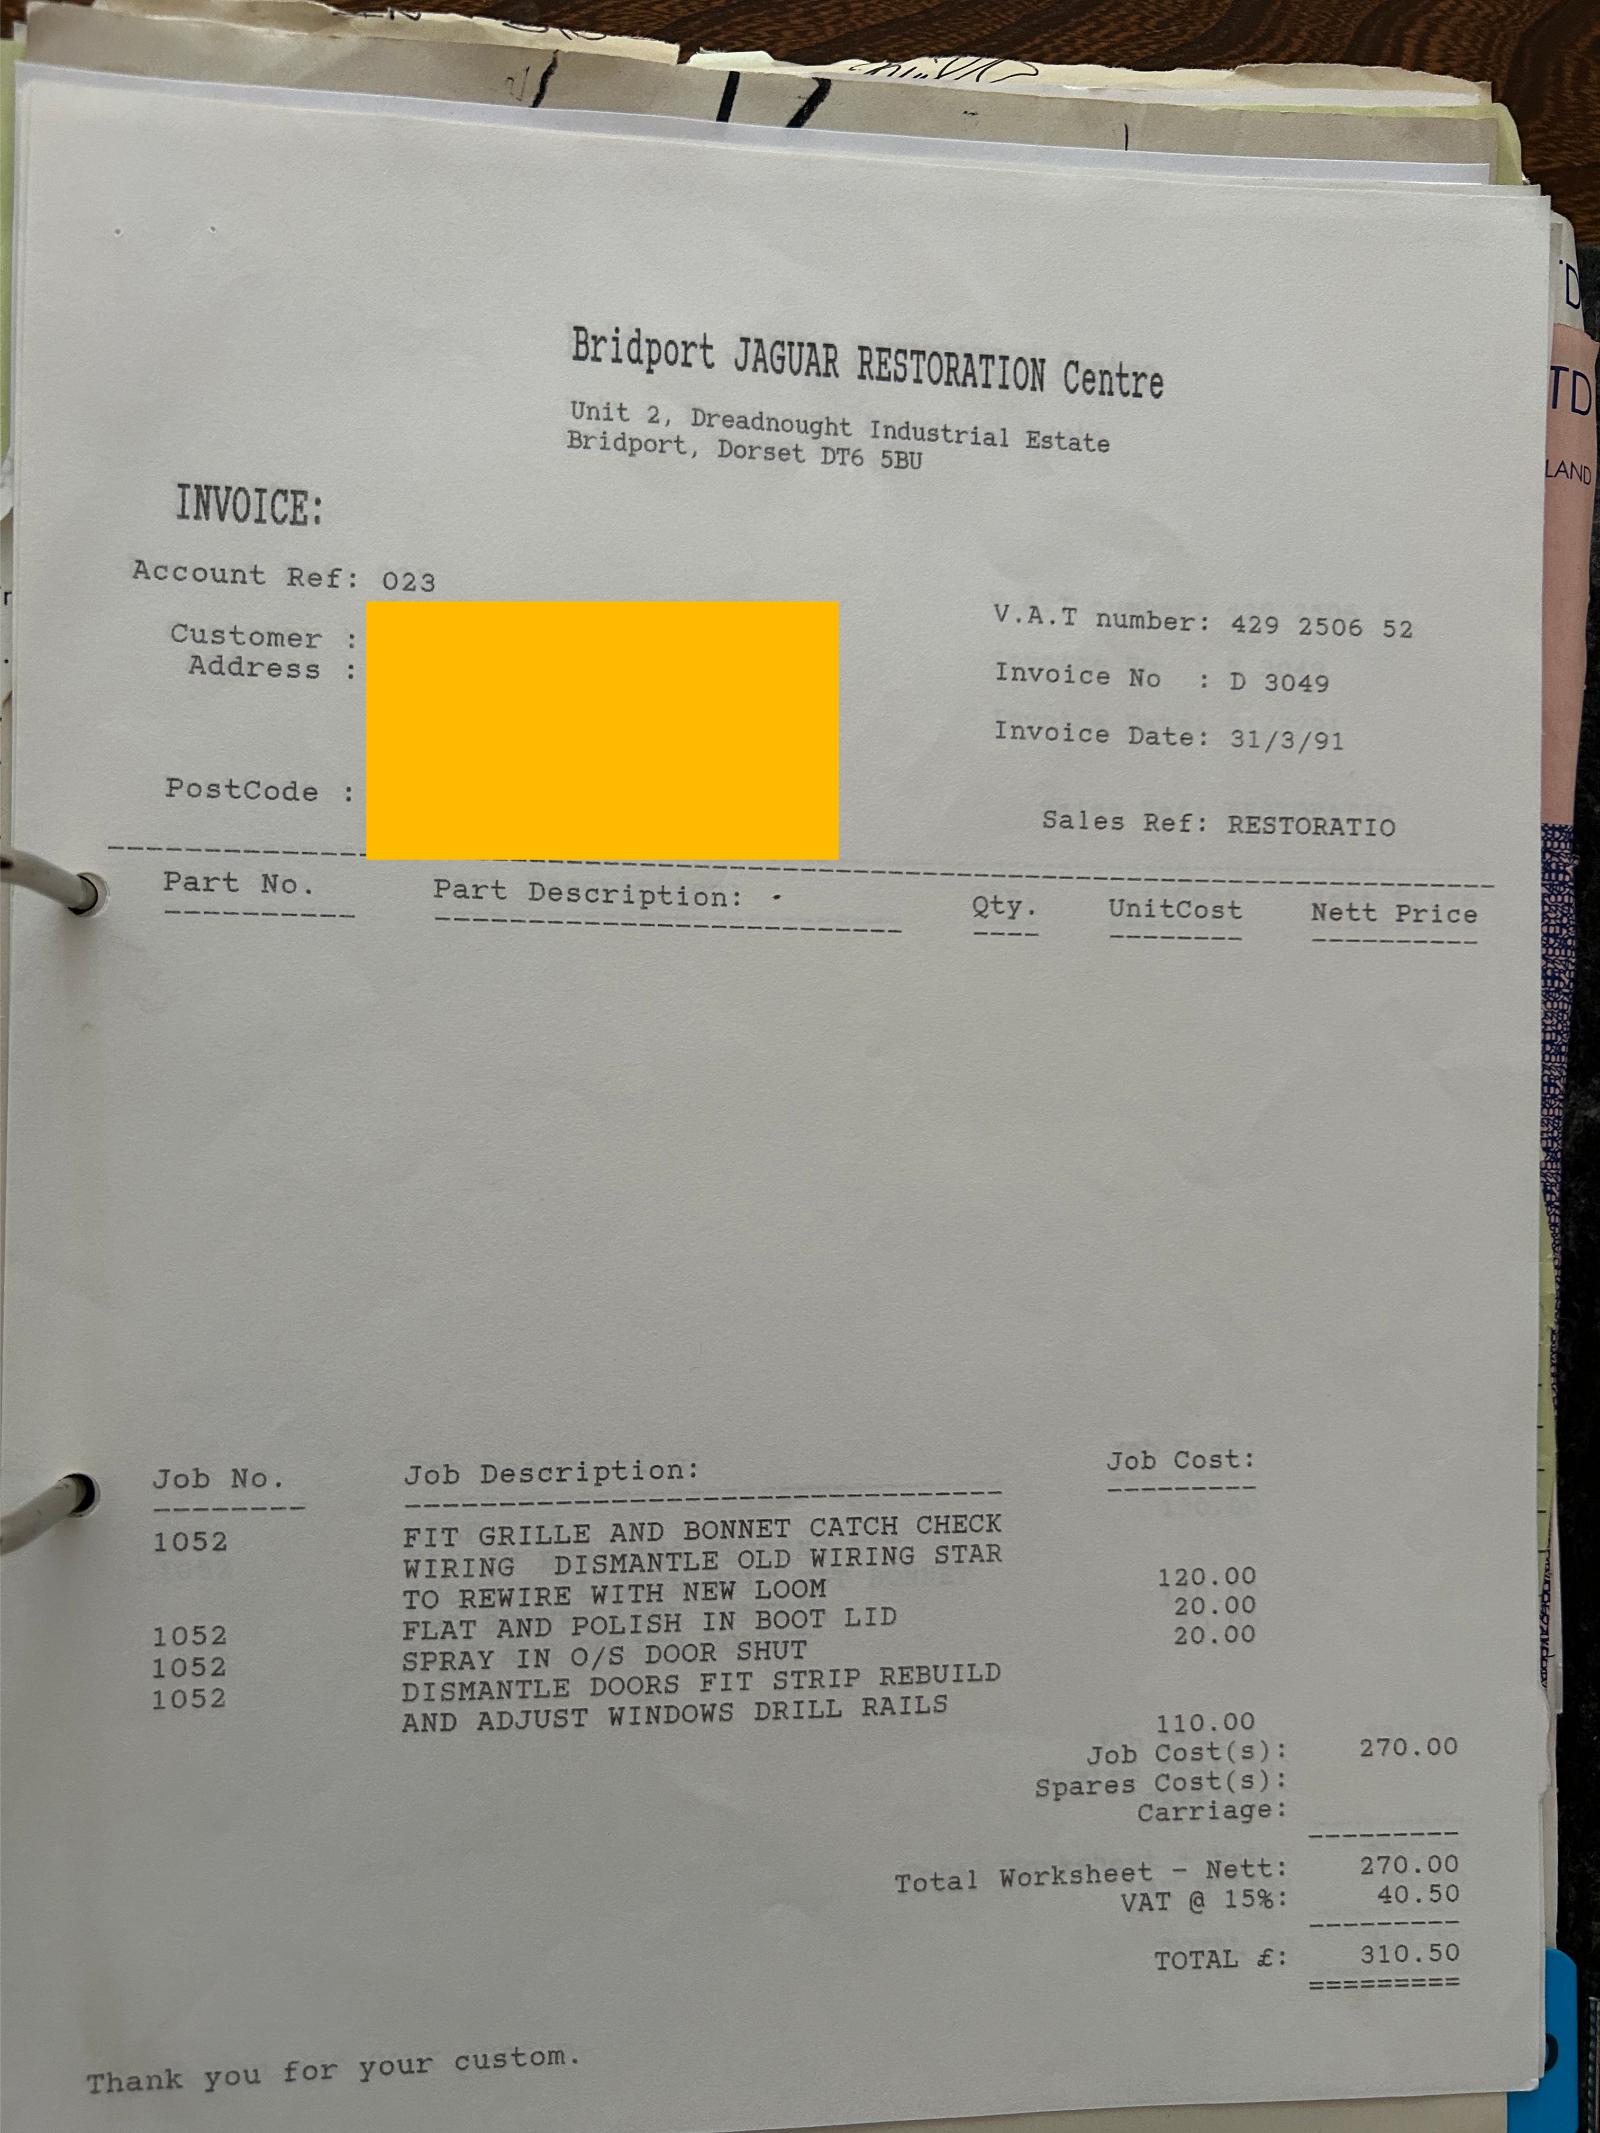 Bridport JAGUAR RESTORATION Centre
Unit 2, Dreadnought Industrial Estate
Bridport, Dorset DT6 5BU
INVOICE:
Account Ref: 023
Customer :
Address :
PostCode :
V.A.T number: 429 2506 52
Invoice No : D 3049
Invoice Date: 31/3/91
Sales Ref: RESTORATIO
Part No. Part Description: Qty. UnitCost Nett Price
Job No. Job Description: Job Cost:
1052 FIT GRILLE AND BONNET CATCH CHECK
WIRING DISMANTLE OLD WIRING STAR
TO REWIRE WITH NEW LOOM 120.00
1052 FLAT AND POLISH IN BOOT LID 20.00
1052 SPRAY IN O/S DOOR SHUT 20.00
1052 DISMANTLE DOORS FIT STRIP REBUILD
AND ADJUST WINDOWS DRILL RAILS 110.00
Job Cost(s): 270.00
Spares Cost(s):
Carriage:
Total Worksheet - Nett: 270.00
VAT @ 15%: 40.50
TOTAL £: 310.50
=========
Thank you for your custom.
TD
LAND